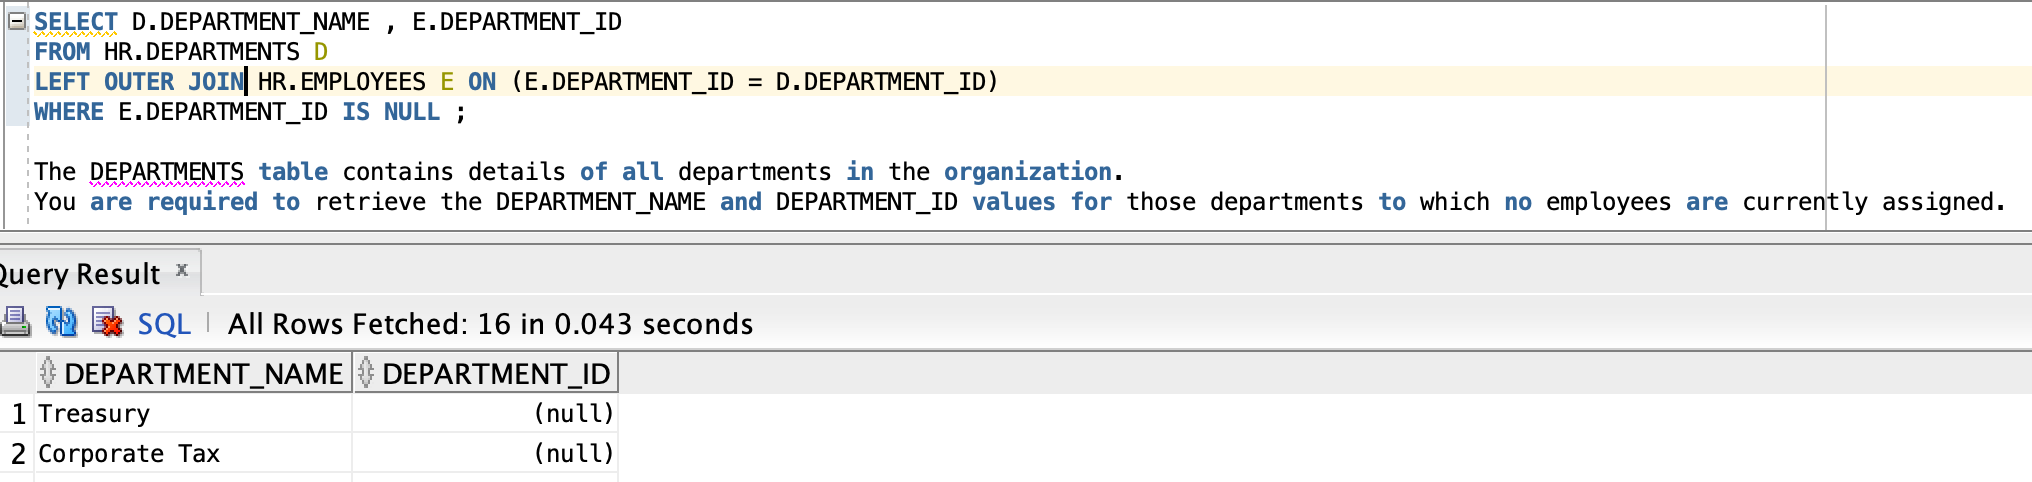 SELECT D.DEPARTMENT_NAME , E.DEPARTMENT_ID
FROM HR.DEPARTMENTS D
LEFT OUTER JOIN HR.EMPLOYEES E ON (E.DEPARTMENT_ID = D.DEPARTMENT_ID)
WHERE E.DEPARTMENT_ID IS NULL ;
The DEPARTMENTS table contains details of all departments in the organization.
You are required to retrieve the DEPARTMENT_NAME and DEPARTMENT_ID values for those departments to which no employees are currently assigned.
Query Result x
SQL | All Rows Fetched: 16 in 0.043 seconds
DEPARTMENT_NAME DEPARTMENT_ID
1 Treasury (null)
2 Corporate Tax (null)